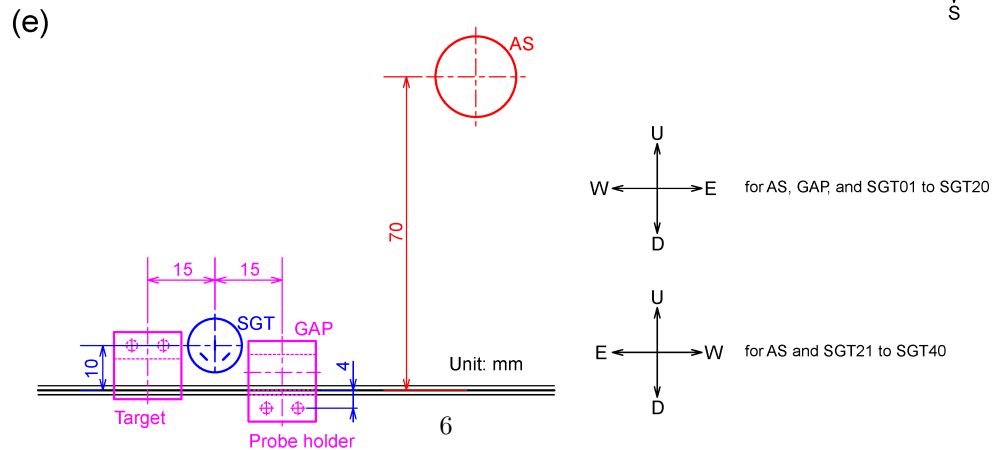 (e)
S
AS
U
W E
for AS, GAP, and SGT01 to SGT20
D
70
15 15
SGT
GAP
U
E W
for AS and SGT21 to SGT40
D
10
4
Unit: mm
Target
Probe holder
6